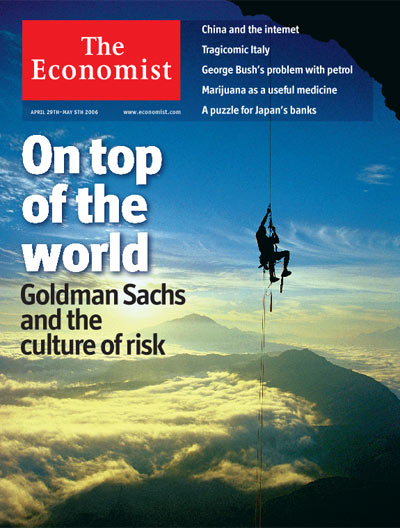 The
Economist
APRIL 29TH-MAY 5TH 2006 www.economist.com
China and the internet
Tragicomic Italy
George Bush's problem with petrol
Marijuana as a useful medicine
A puzzle for Japan's banks
On top
of the
world
Goldman Sachs
and the
culture of risk